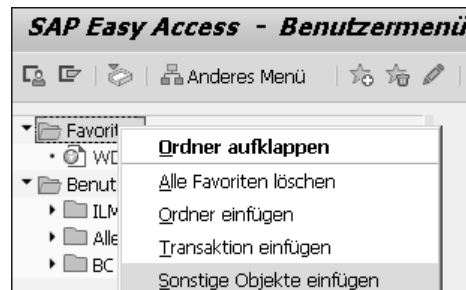 SAP Easy Access - Benutzermenü
Anderes Menü
Favorit
Ordner aufklappen
WD
Alle Favoriten löschen
Benut
ILM
Ordner einfügen
Alle
Transaktion einfügen
BC
Sonstige Objekte einfügen